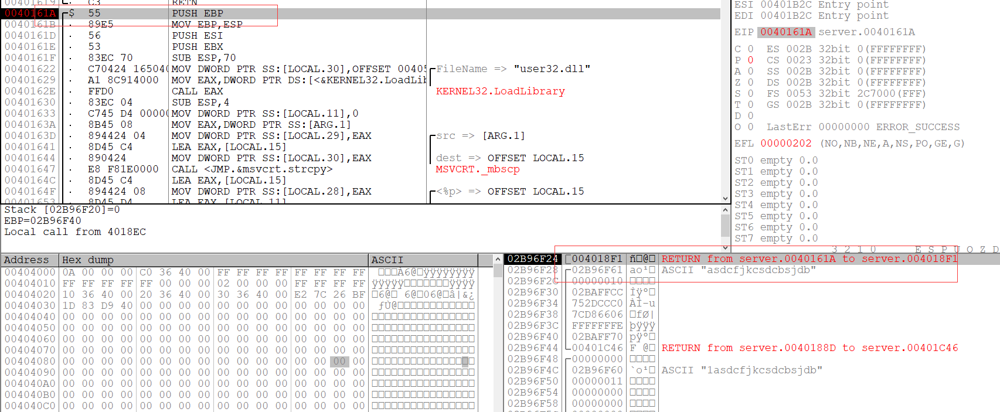 00401619 C3 RETN
0040161A $ 55 PUSH EBP
0040161B . 89E5 MOV EBP,ESP
0040161D . 56 PUSH ESI
0040161E . 53 PUSH EBX
0040161F . 83EC 70 SUB ESP,70
00401622 . C70424 165040 MOV DWORD PTR SS:[LOCAL.30],OFFSET 00405 FileName => "user32.dll"
00401629 . A1 8C914000 MOV EAX,DWORD PTR DS:[<&KERNEL32.LoadLib
0040162E . FFD0 CALL EAX KERNEL32.LoadLibrary
00401630 . 83EC 04 SUB ESP,4
00401633 . C745 D4 00000 MOV DWORD PTR SS:[LOCAL.11],0
0040163A . 8B45 08 MOV EAX,DWORD PTR SS:[ARG.1]
0040163D . 894424 04 MOV DWORD PTR SS:[LOCAL.29],EAX src => [ARG.1]
00401641 . 8D45 C4 LEA EAX,[LOCAL.15]
00401644 . 890424 MOV DWORD PTR SS:[LOCAL.30],EAX dest => OFFSET LOCAL.15
00401647 . E8 F81E0000 CALL <JMP.&msvcrt.strcpy> MSVCRT._mbscp
0040164C . 8D45 C4 LEA EAX,[LOCAL.15]
0040164F . 894424 08 MOV DWORD PTR SS:[LOCAL.28],EAX <%p> => OFFSET LOCAL.15
00401653 . 8D45 D4 LEA EAX,[LOCAL.11]
ESI 00401B2C Entry point
EDI 00401B2C Entry point
EIP 0040161A server.0040161A
C 0 ES 002B 32bit 0(FFFFFFFF)
P 0 CS 0023 32bit 0(FFFFFFFF)
A 0 SS 002B 32bit 0(FFFFFFFF)
Z 0 DS 002B 32bit 0(FFFFFFFF)
S 0 FS 0053 32bit 2C7000(FFF)
T 0 GS 002B 32bit 0(FFFFFFFF)
D 0
O 0 LastErr 00000000 ERROR_SUCCESS
EFL 00000202 (NO,NB,NE,A,NS,PO,GE,G)
ST0 empty 0.0
ST1 empty 0.0
ST2 empty 0.0
ST3 empty 0.0
ST4 empty 0.0
ST5 empty 0.0
ST6 empty 0.0
ST7 empty 0.0
3 2 1 0 E S P U O Z D
Stack [02B96F20]=0
EBP=02B96F40
Local call from 4018EC
Address Hex dump ASCII
00404000 0A 00 00 00 C0 36 40 00 FF FF FF FF FF FF FF FF À6@ ÿÿÿÿÿÿÿÿ
00404010 FF FF FF FF FF 00 00 00 02 00 00 00 FF FF FF FF ÿÿÿÿÿ ÿÿÿÿ
00404020 10 36 40 00 20 36 40 00 30 36 40 00 E2 7C 26 BF 6@ 6@ 06@ â|&¿
00404030 1D 83 D9 40 00 00 00 00 00 00 00 00 00 00 00 00 ƒÙ@
00404040 00 00 00 00 00 00 00 00 00 00 00 00 00 00 00 00
00404050 00 00 00 00 00 00 00 00 00 00 00 00 00 00 00 00
00404060 00 00 00 00 00 00 00 00 00 00 00 00 00 00 00 00
00404070 00 00 00 00 00 00 00 00 00 00 00 00 00 00 00 00
00404080 00 00 00 00 00 00 00 00 00 00 00 00 00 00 00 00
00404090 00 00 00 00 00 00 00 00 00 00 00 00 00 00 00 00
004040A0 00 00 00 00 00 00 00 00 00 00 00 00 00 00 00 00
004040B0 00 00 00 00 00 00 00 00 00 00 00 00 00 00 00 00
004040C0 00 00 00 00 00 00 00 00 00 00 00 00 00 00 00 00
02B96F24 004018F1 ñ @ RETURN from server.0040161A to server.004018F1
02B96F28 02B96F61 ao¹ ASCII "asdcfjkcsdcbsjdb"
02B96F2C 00000010
02B96F30 02BAFFCC Ìÿº
02B96F34 752DCCC0 ÀÌ-u
02B96F38 7CD86606 fØ|
02B96F3C FFFFFFFE þÿÿÿ
02B96F40 02BAFF70 pÿº
02B96F44 00401C46 F @ RETURN from server.0040188D to server.00401C46
02B96F48 00000000
02B96F4C 02B96F60 `o¹ ASCII "1asdcfjkcsdcbsjdb"
02B96F50 00000011
02B96F54 00000000
02B96F58 00000000